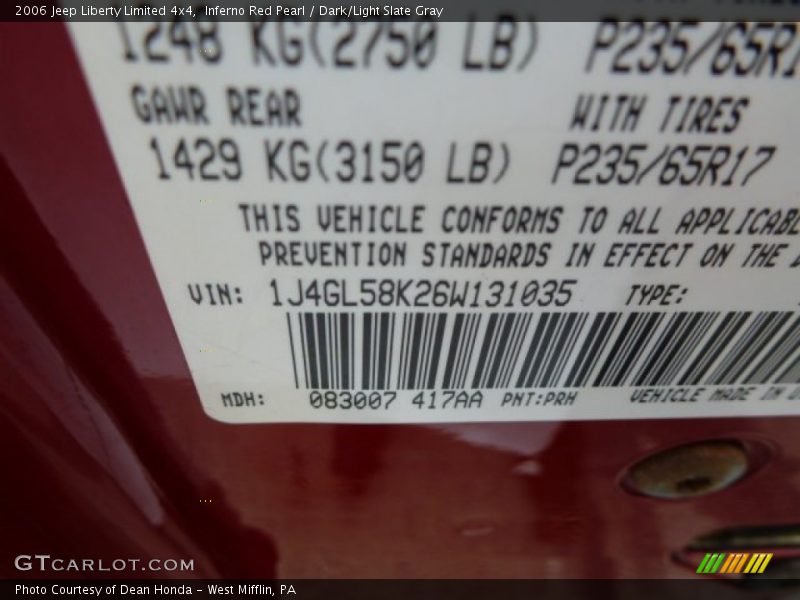 2006 Jeep Liberty Limited 4x4, Inferno Red Pearl / Dark/Light Slate Gray
1248 KG(2750 LB) P235/65R1
GAWR REAR WITH TIRES
1429 KG(3150 LB) P235/65R17
THIS VEHICLE CONFORMS TO ALL APPLICABLE
PREVENTION STANDARDS IN EFFECT ON THE
VIN: 1J4GL58K26W131035 TYPE:
MDH: 083007 417AA PNT:PRH VEHICLE MADE IN
GTCARLOT.COM
Photo Courtesy of Dean Honda - West Mifflin, PA